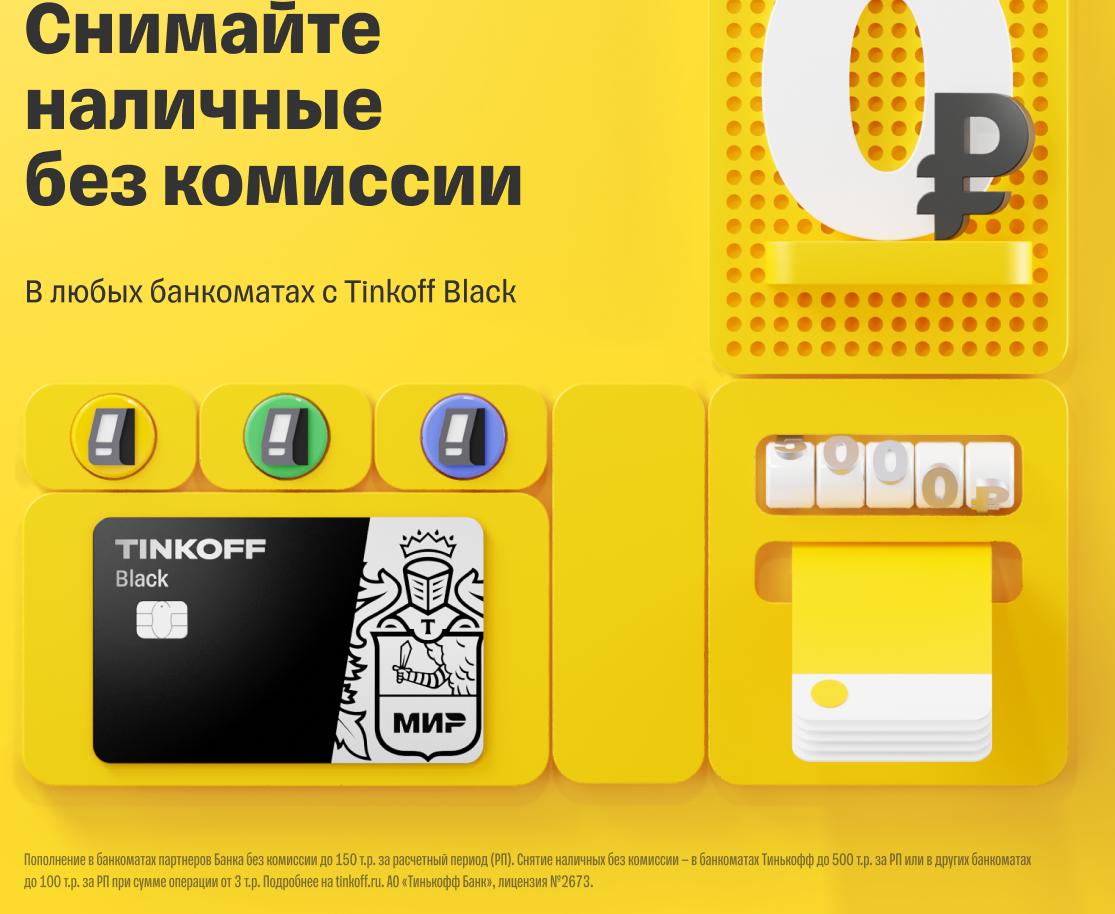 Снимайте
наличные
без комиссии
0₽
В любых банкоматах с Tinkoff Black
5000₽
TINKOFF
Black
T
МИР
Пополнение в банкоматах партнеров Банка без комиссии до 150 т.р. за расчетный период (РП). Снятие наличных без комиссии – в банкоматах Тинькофф до 500 т.р. за РП или в других банкоматах
до 100 т.р. за РП при сумме операции от 3 т.р. Подробнее на tinkoff.ru. АО «Тинькофф Банк», лицензия №2673.